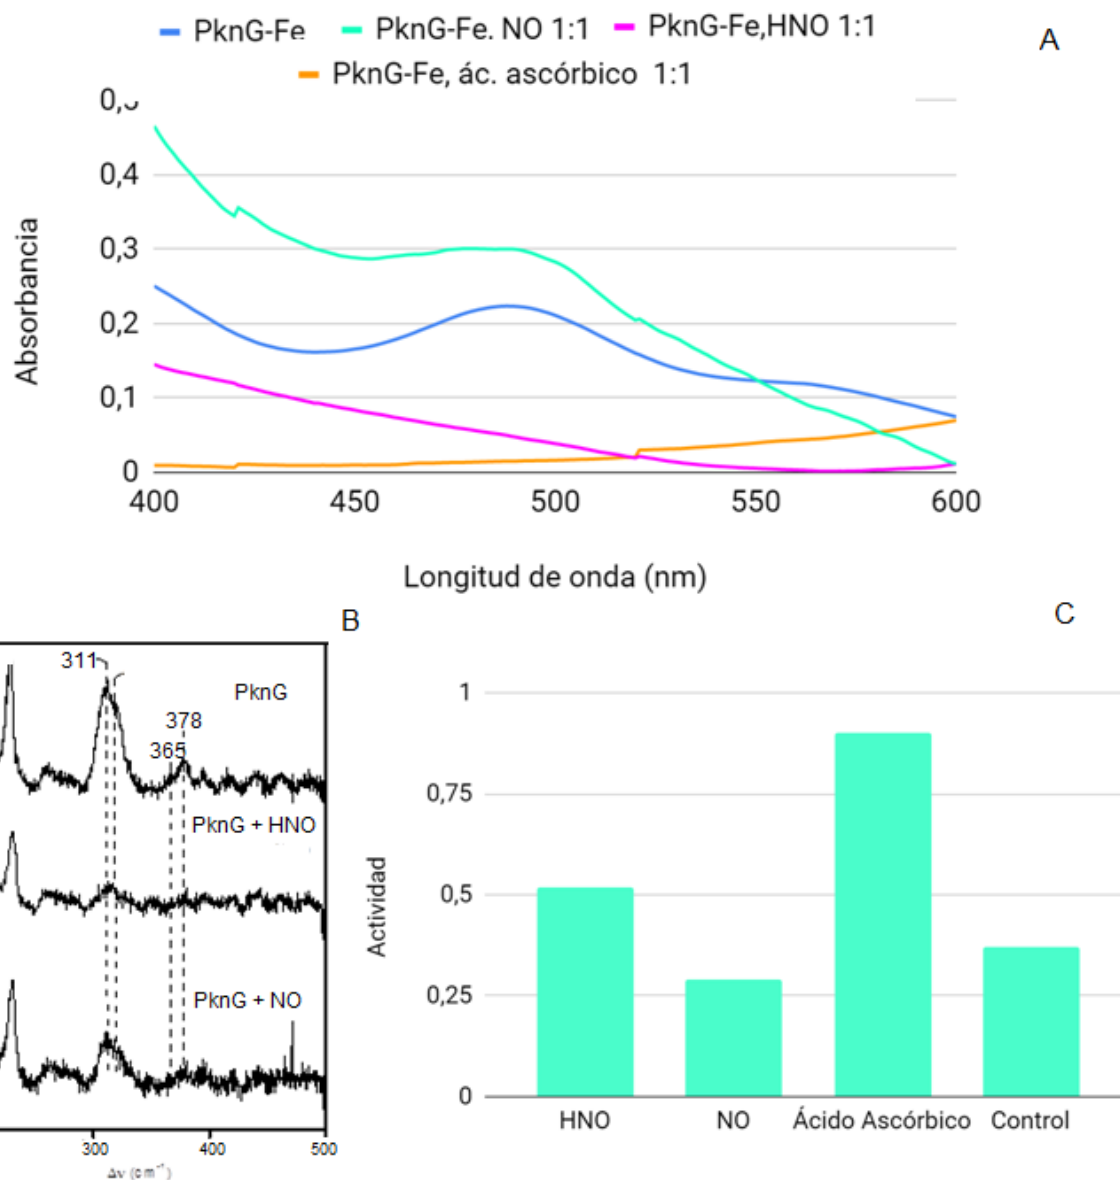 PknG-Fe PknG-Fe. NO 1:1 PknG-Fe,HNO 1:1
A
PknG-Fe, ác. ascórbico 1:1
0,4
0,3
0,2
0,1
0
Absorbancia
400 450 500 550 600
Longitud de onda (nm)
B
311
PknG
378
365
PknG + HNO
PknG + NO
300 400 500
Δν (cm⁻¹)
C
1
0,75
0,5
0,25
0
Actividad
HNO NO Ácido Ascórbico Control